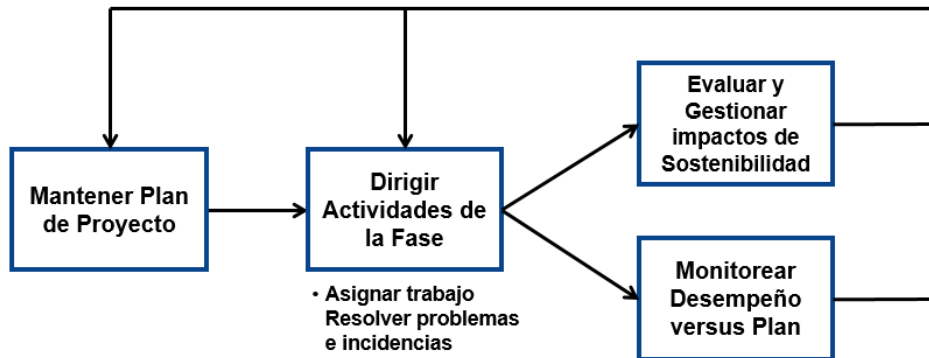 Mantener Plan
de Proyecto
Dirigir
Actividades de
la Fase
• Asignar trabajo
Resolver problemas
e incidencias
Evaluar y
Gestionar
impactos de
Sostenibilidad
Monitorear
Desempeño
versus Plan